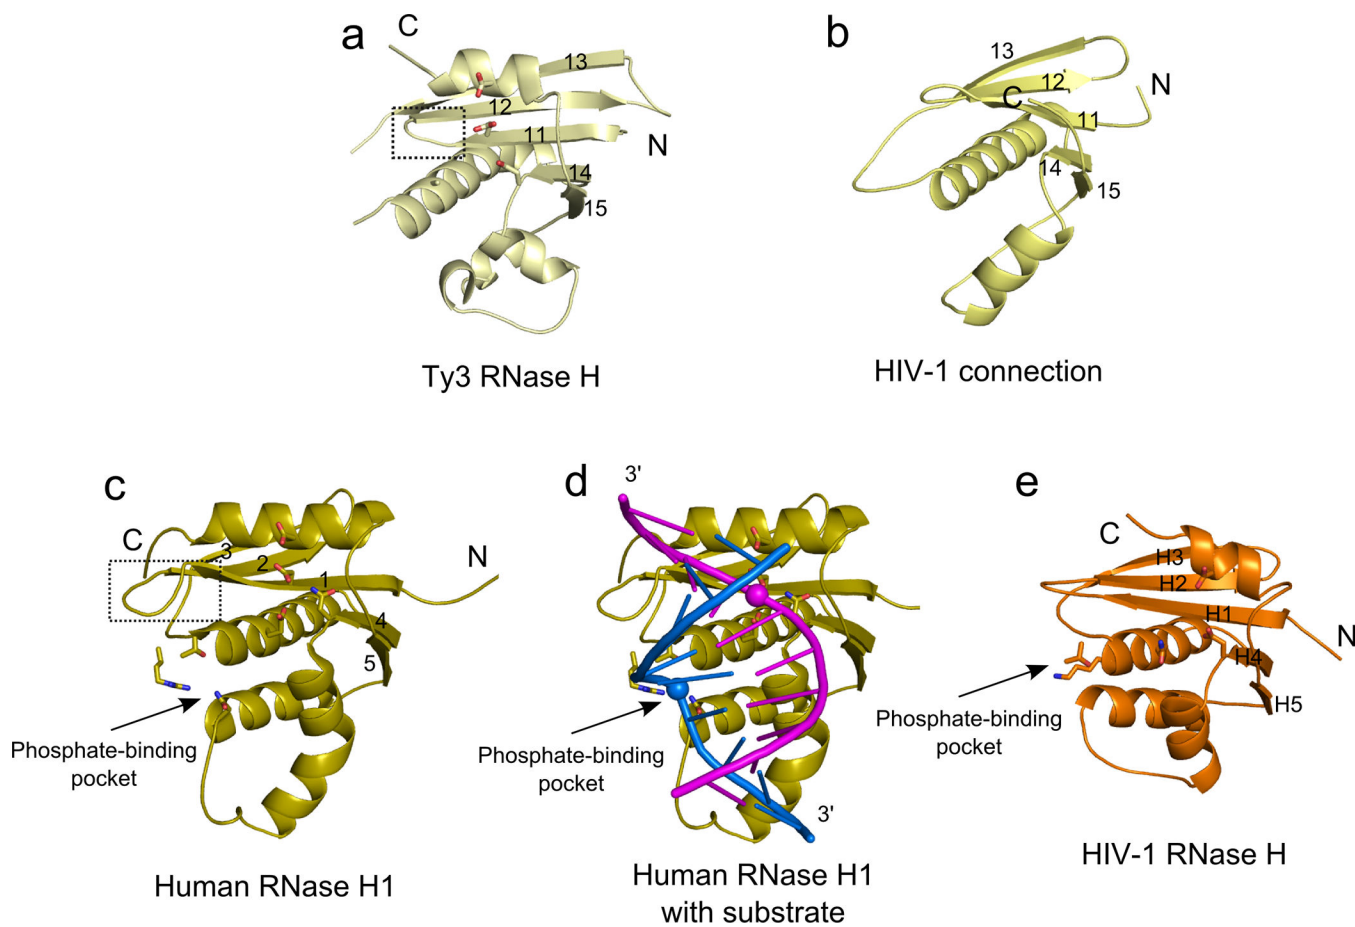 a
C
13
12
11
N
14
15
Ty3 RNase H
b
13
12
C
N
11
14
15
HIV-1 connection
c
C
3
2
1
N
4
5
Phosphate-binding
pocket
Human RNase H1
d
3'
Phosphate-binding
pocket
3'
Human RNase H1
with substrate
e
C
H3
H2
H1
N
H4
H5
Phosphate-binding
pocket
HIV-1 RNase H